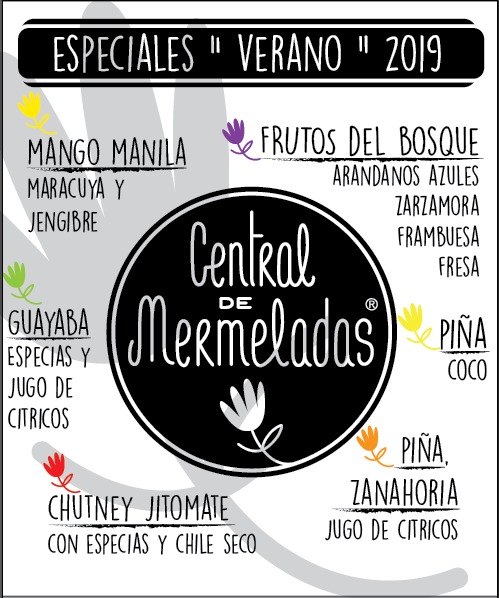 ESPECIALES " VERANO " 2019
MANGO MANILA
MARACUYA Y
JENGIBRE
FRUTOS DEL BOSQUE
ARANDANOS AZULES
ZARZAMORA
FRAMBUESA
FRESA
Central
DE
Mermeladas®
GUAYABA
ESPECIAS Y
JUGO DE
CITRICOS
PIÑA
COCO
CHUTNEY JITOMATE
CON ESPECIAS Y CHILE SECO
PIÑA,
ZANAHORIA
JUGO DE CITRICOS